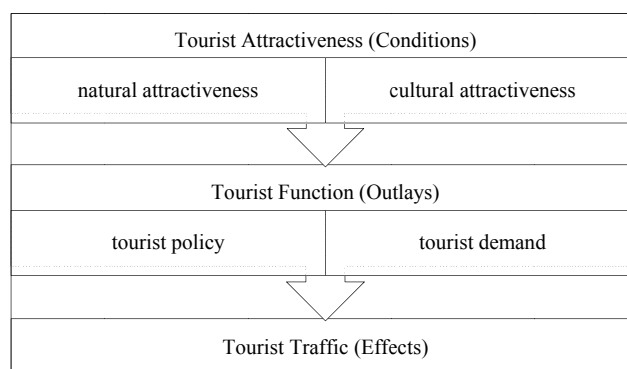 Tourist Attractiveness (Conditions)
natural attractiveness
cultural attractiveness
Tourist Function (Outlays)
tourist policy
tourist demand
Tourist Traffic (Effects)